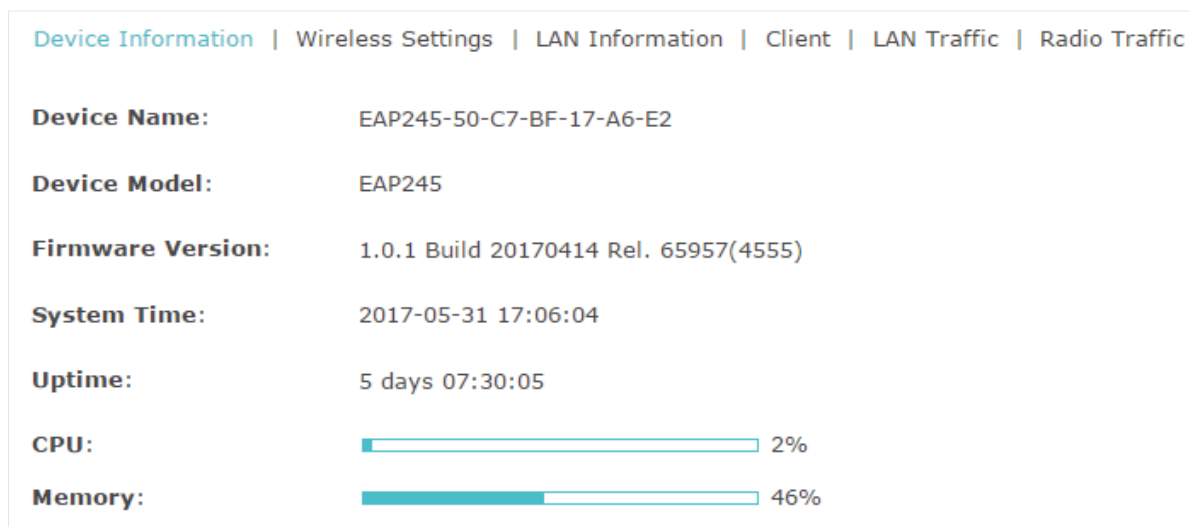 Device Information | Wireless Settings | LAN Information | Client | LAN Traffic | Radio Traffic
Device Name: EAP245-50-C7-BF-17-A6-E2
Device Model: EAP245
Firmware Version: 1.0.1 Build 20170414 Rel. 65957(4555)
System Time: 2017-05-31 17:06:04
Uptime: 5 days 07:30:05
CPU: 2%
Memory: 46%